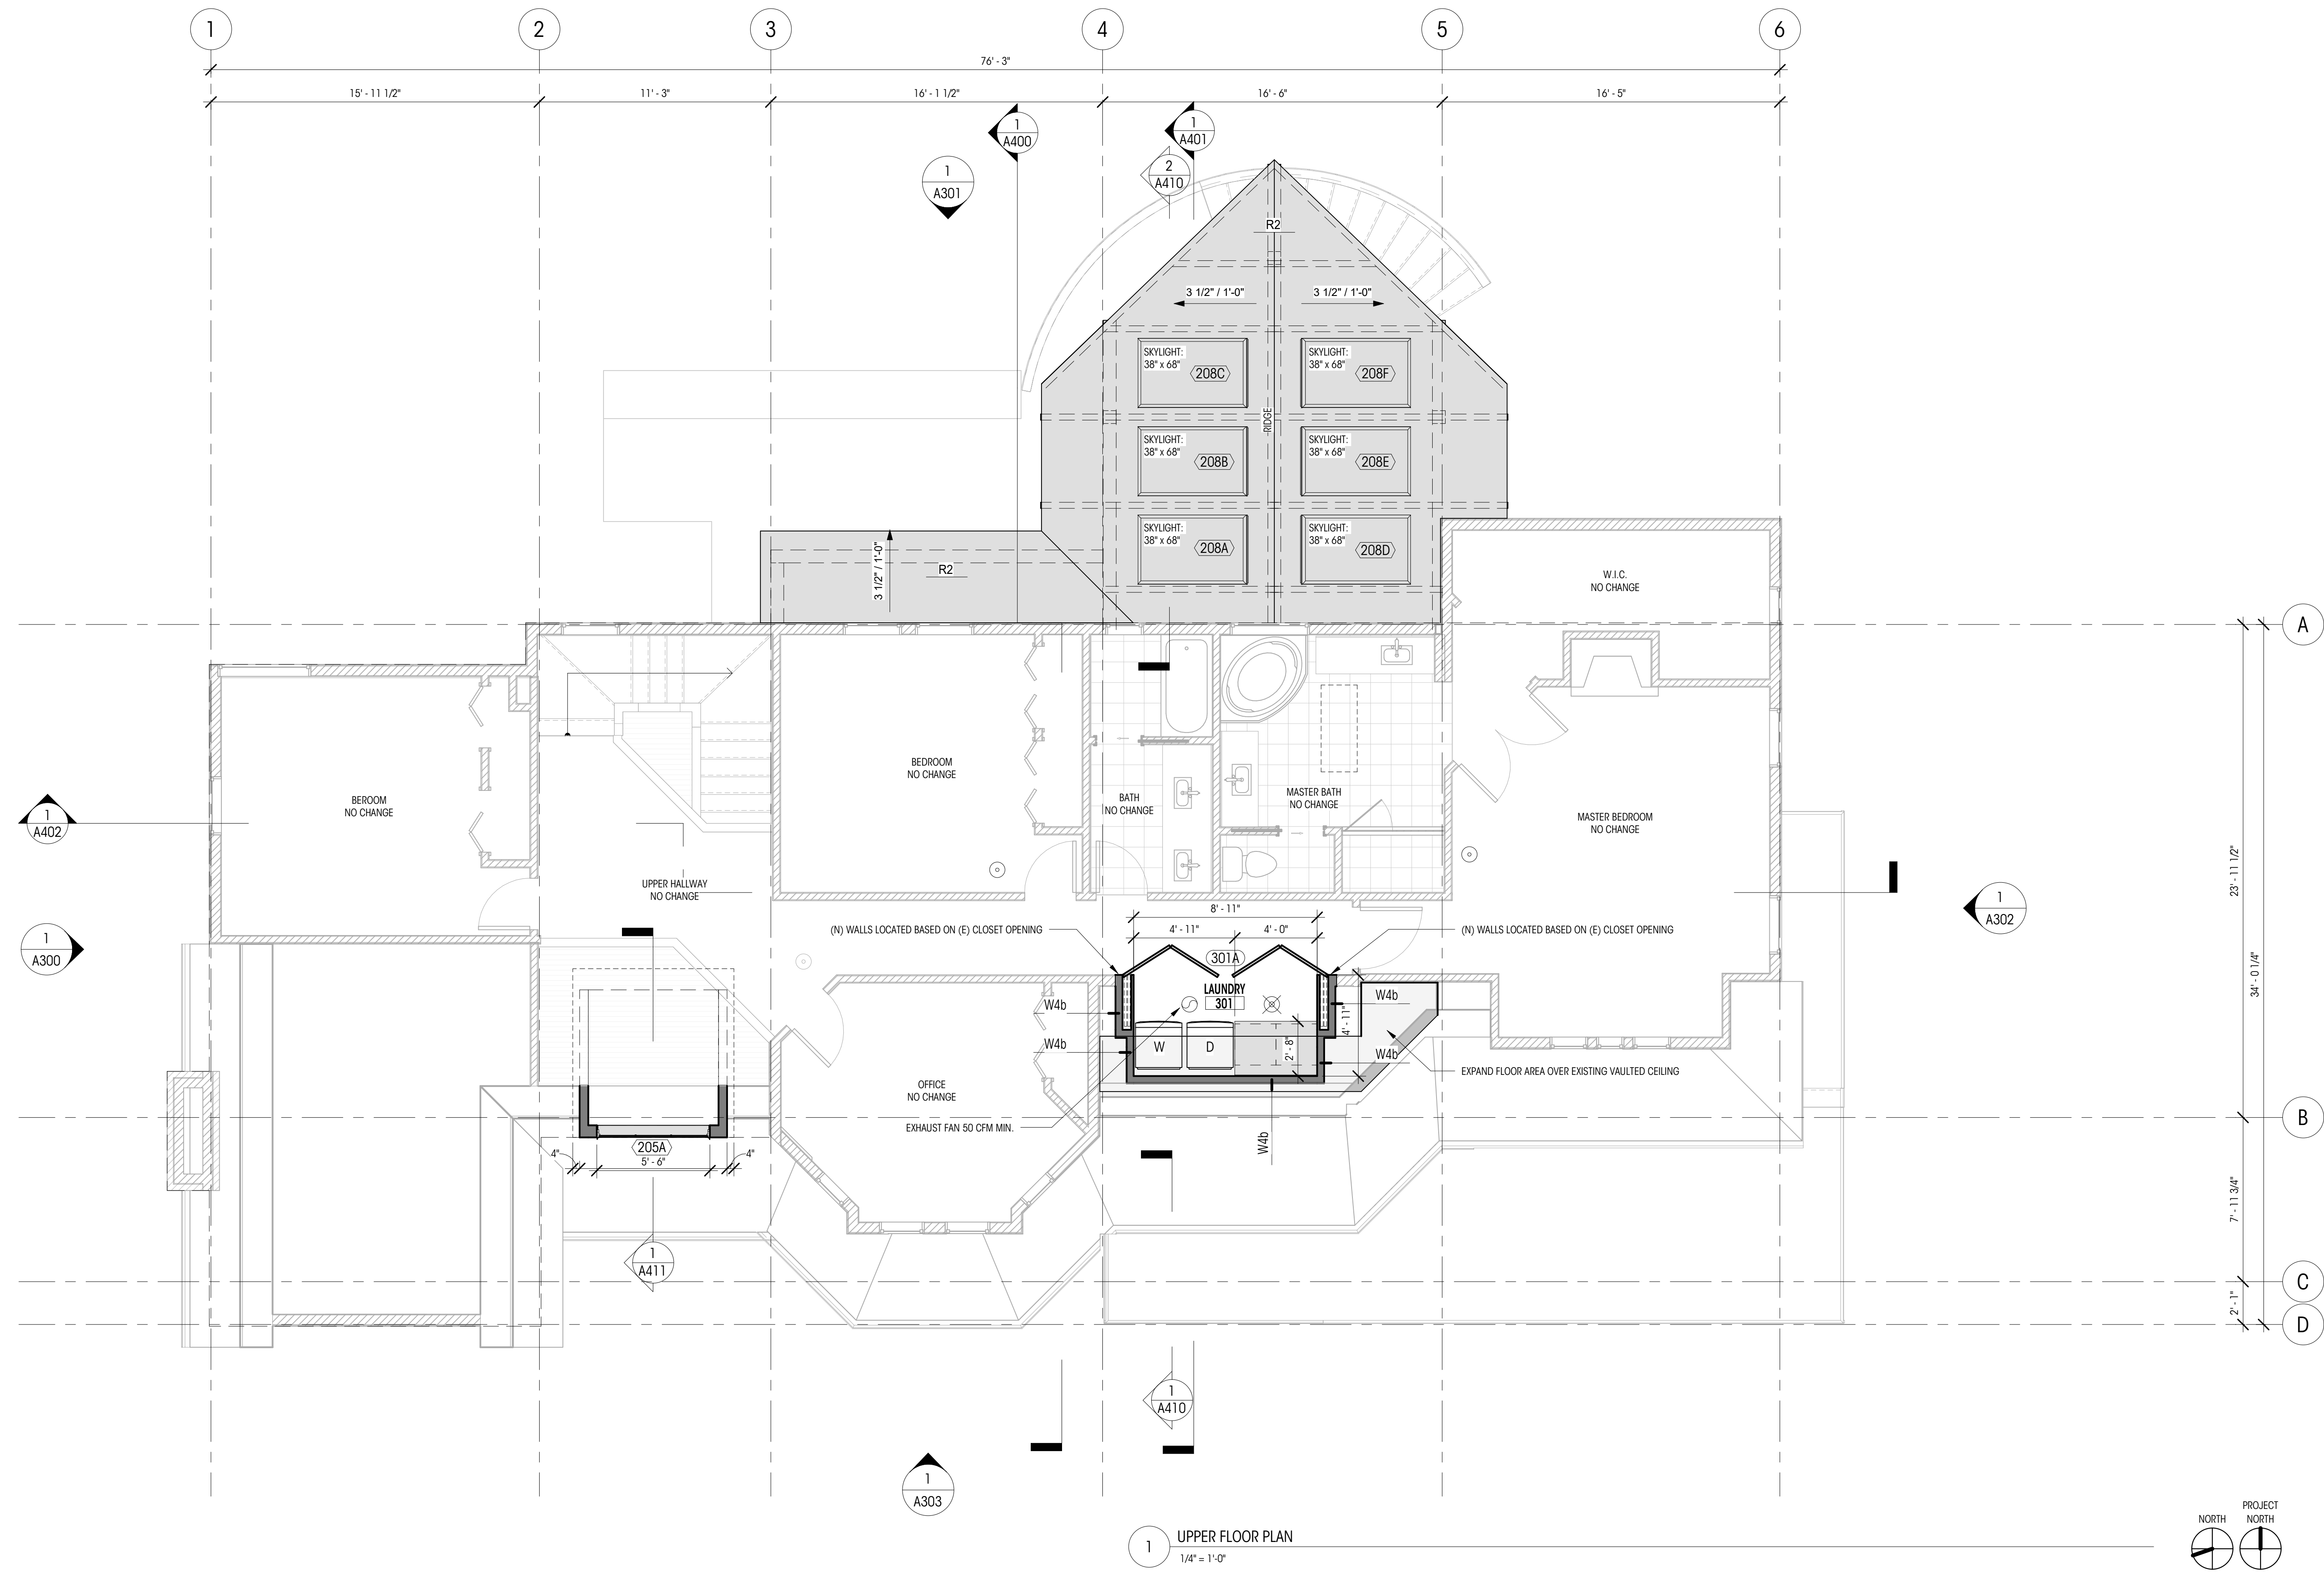 1
2
3
4
5
6
76' - 3"
15' - 11 1/2"
11' - 3"
16' - 1 1/2"
16' - 6"
16' - 5"
1
A400
1
A401
1
A301
2
A410
R2
3 1/2" / 1'-0"
3 1/2" / 1'-0"
SKYLIGHT:
38" x 68"
208C
SKYLIGHT:
38" x 68"
208F
RIDGE
SKYLIGHT:
38" x 68"
208B
SKYLIGHT:
38" x 68"
208E
SKYLIGHT:
38" x 68"
208A
SKYLIGHT:
38" x 68"
208D
3 1/2" / 1'-0"
R2
W.I.C.
NO CHANGE
A
BEROOM
NO CHANGE
BEDROOM
NO CHANGE
BATH
NO CHANGE
MASTER BATH
NO CHANGE
MASTER BEDROOM
NO CHANGE
1
A402
UPPER HALLWAY
NO CHANGE
23' - 11 1/2"
34' - 0 1/4"
1
A302
1
A300
8' - 11"
(N) WALLS LOCATED BASED ON (E) CLOSET OPENING
4' - 11"
4' - 0"
(N) WALLS LOCATED BASED ON (E) CLOSET OPENING
301A
LAUNDRY
301
W4b
W4b
4' - 11"
W4b
W
D
2' - 8"
W4b
EXPAND FLOOR AREA OVER EXISTING VAULTED CEILING
OFFICE
NO CHANGE
EXHAUST FAN 50 CFM MIN.
W4b
B
205A
4"
5' - 6"
4"
7' - 11 3/4"
1
A411
C
2' - 1"
D
1
A410
1
A303
1
UPPER FLOOR PLAN
1/4" = 1'-0"
NORTH
PROJECT
NORTH